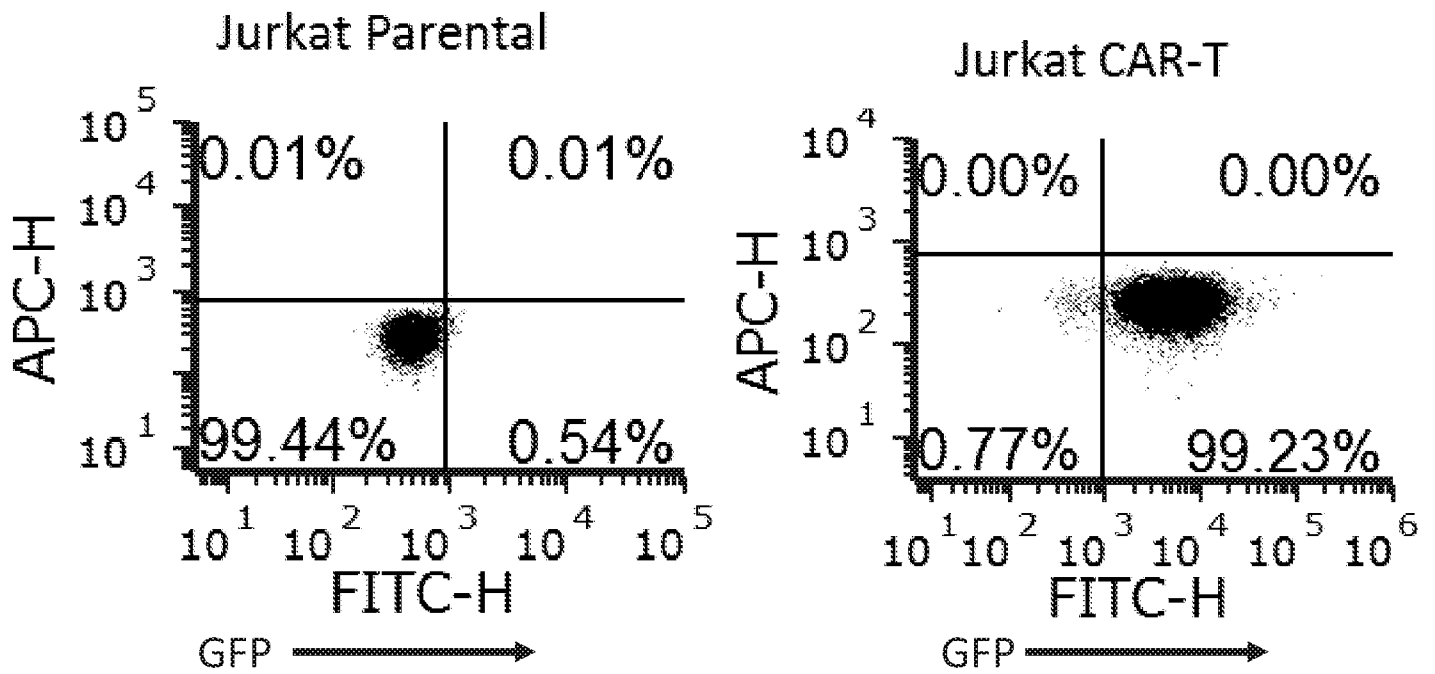 Jurkat Parental
10^5
10^4
10^3
10^1
APC-H
0.01%
0.01%
99.44%
0.54%
10^1 10^2 10^3 10^4 10^5
FITC-H
GFP
Jurkat CAR-T
10^4
10^3
10^2
10^1
APC-H
0.00%
0.00%
0.77%
99.23%
10^1 10^2 10^3 10^4 10^5 10^6
FITC-H
GFP